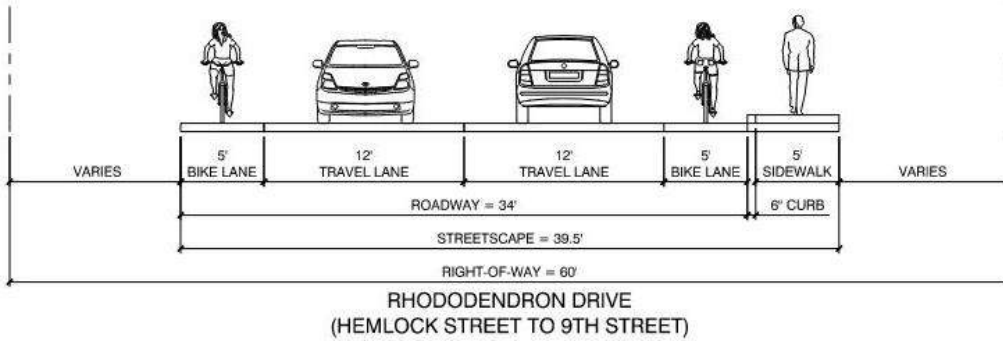 VARIES
5'
BIKE LANE
12'
TRAVEL LANE
12'
TRAVEL LANE
5'
BIKE LANE
5'
SIDEWALK
VARIES
ROADWAY = 34'
6" CURB
STREETSCAPE = 39.5'
RIGHT-OF-WAY = 60'
RHODODENDRON DRIVE
(HEMLOCK STREET TO 9TH STREET)